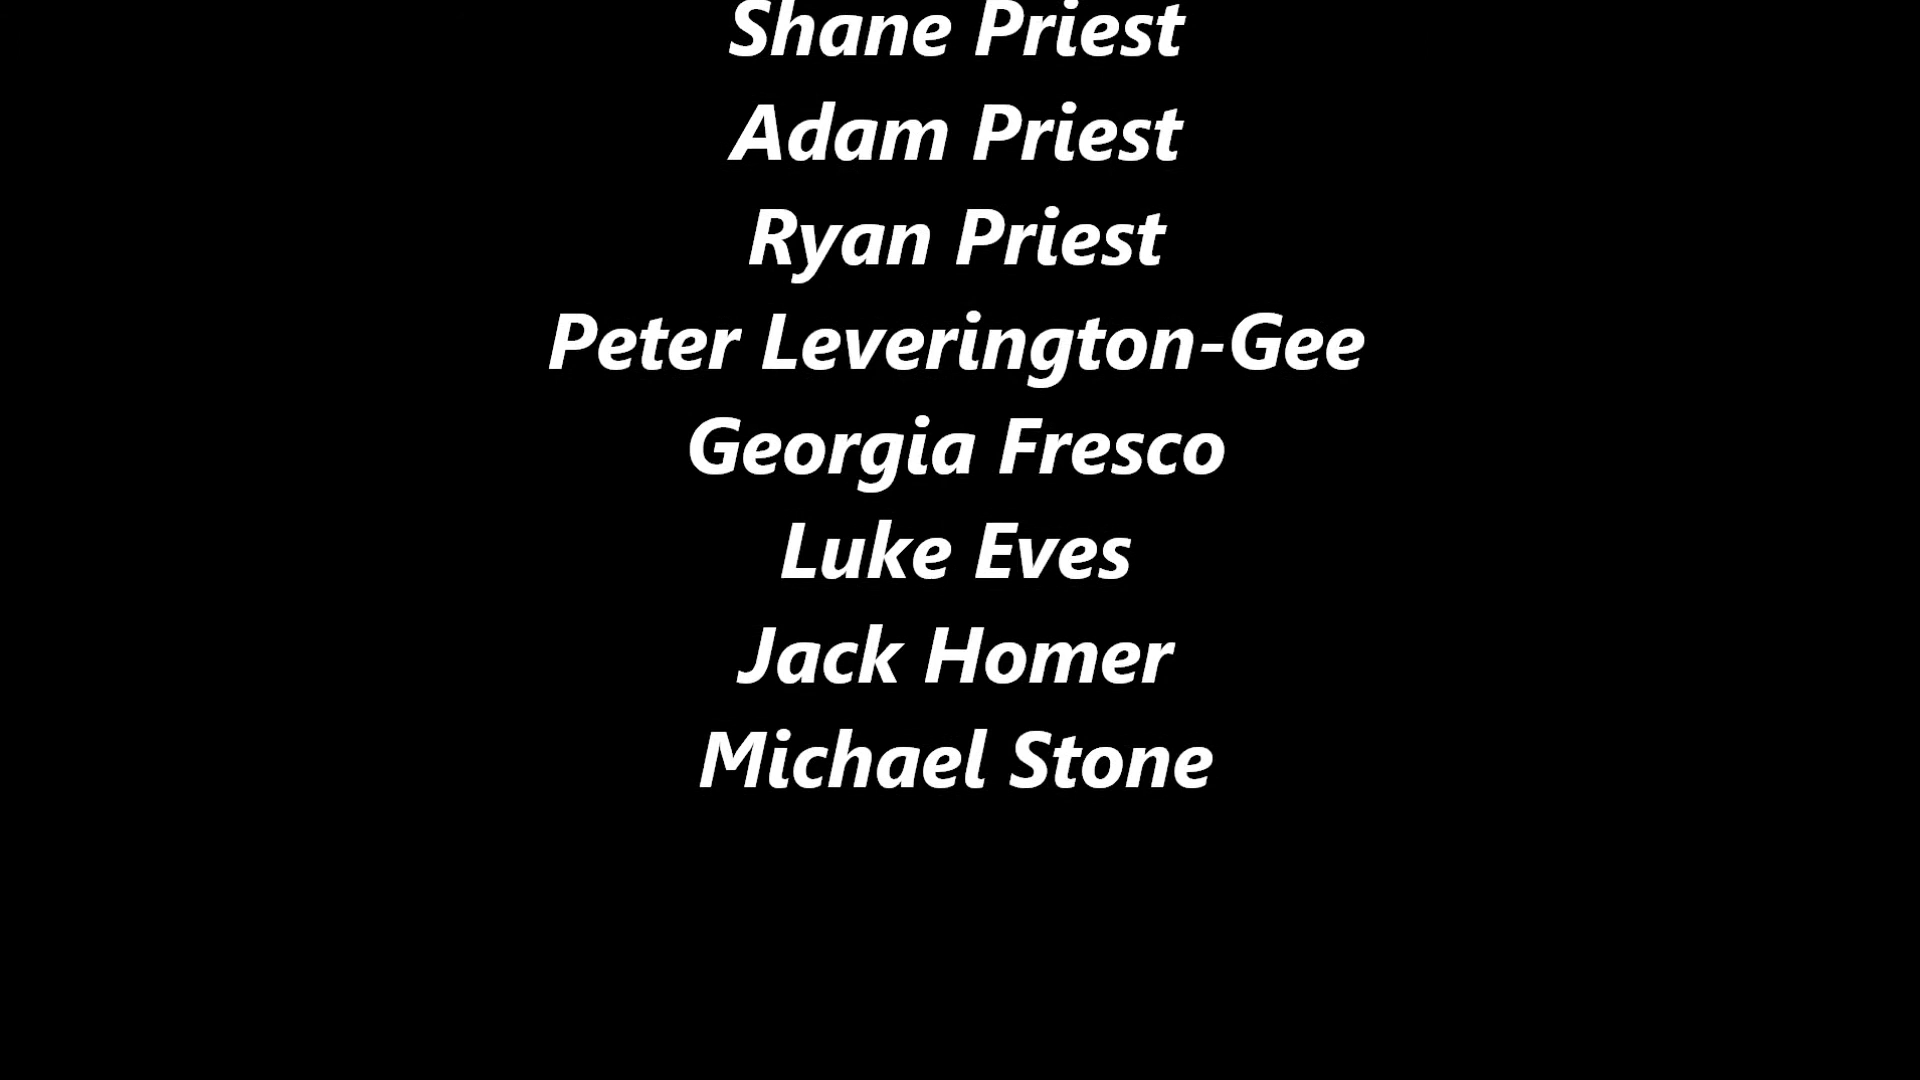 Shane Priest
Adam Priest
Ryan Priest
Peter Leverington-Gee
Georgia Fresco
Luke Eves
Jack Homer
Michael Stone